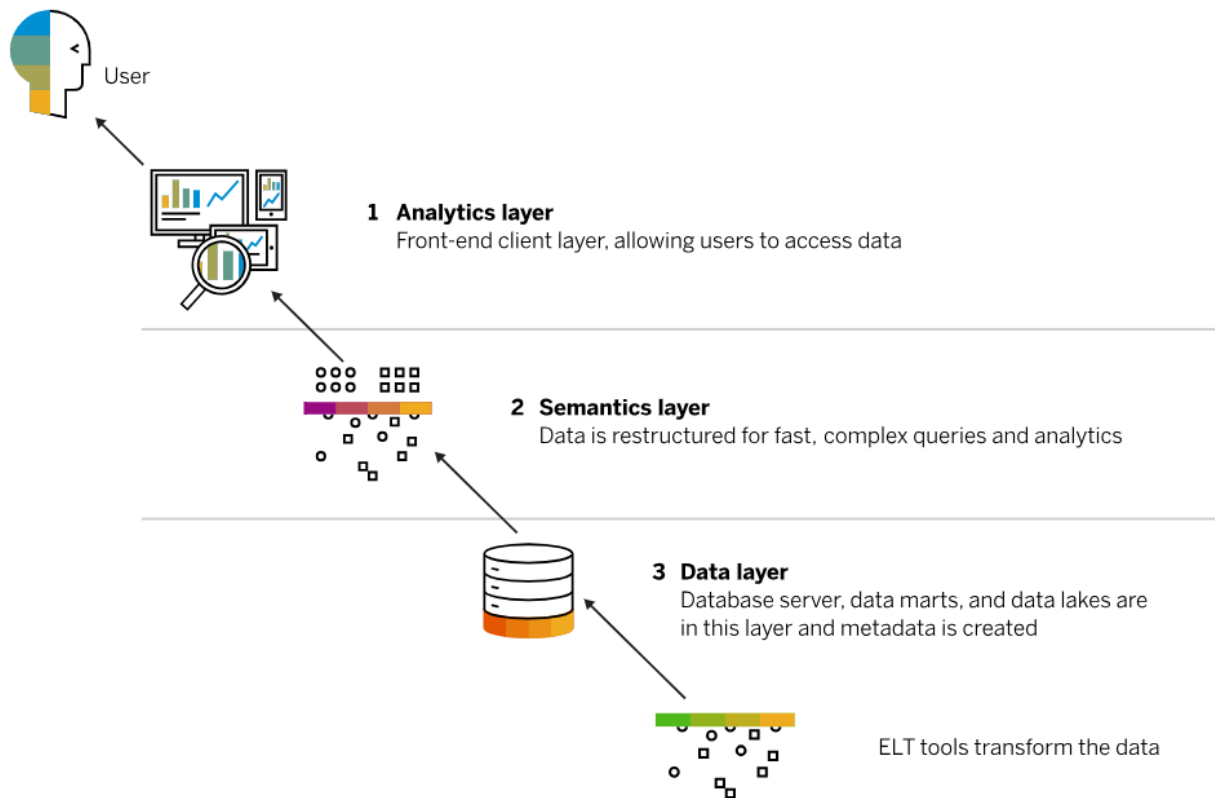 User
1 Analytics layer
Front-end client layer, allowing users to access data
2 Semantics layer
Data is restructured for fast, complex queries and analytics
3 Data layer
Database server, data marts, and data lakes are
in this layer and metadata is created
ELT tools transform the data